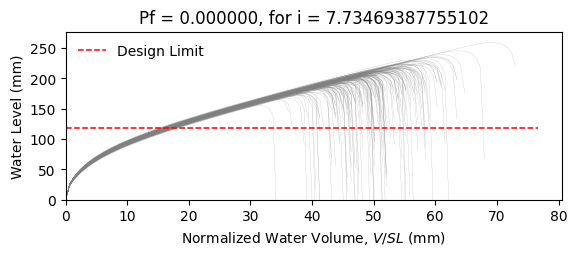 Pf = 0.000000, for i = 7.73469387755102
Design Limit
Water Level (mm)
250
200
150
100
50
0
0 10 20 30 40 50 60 70 80
Normalized Water Volume, V/SL (mm)